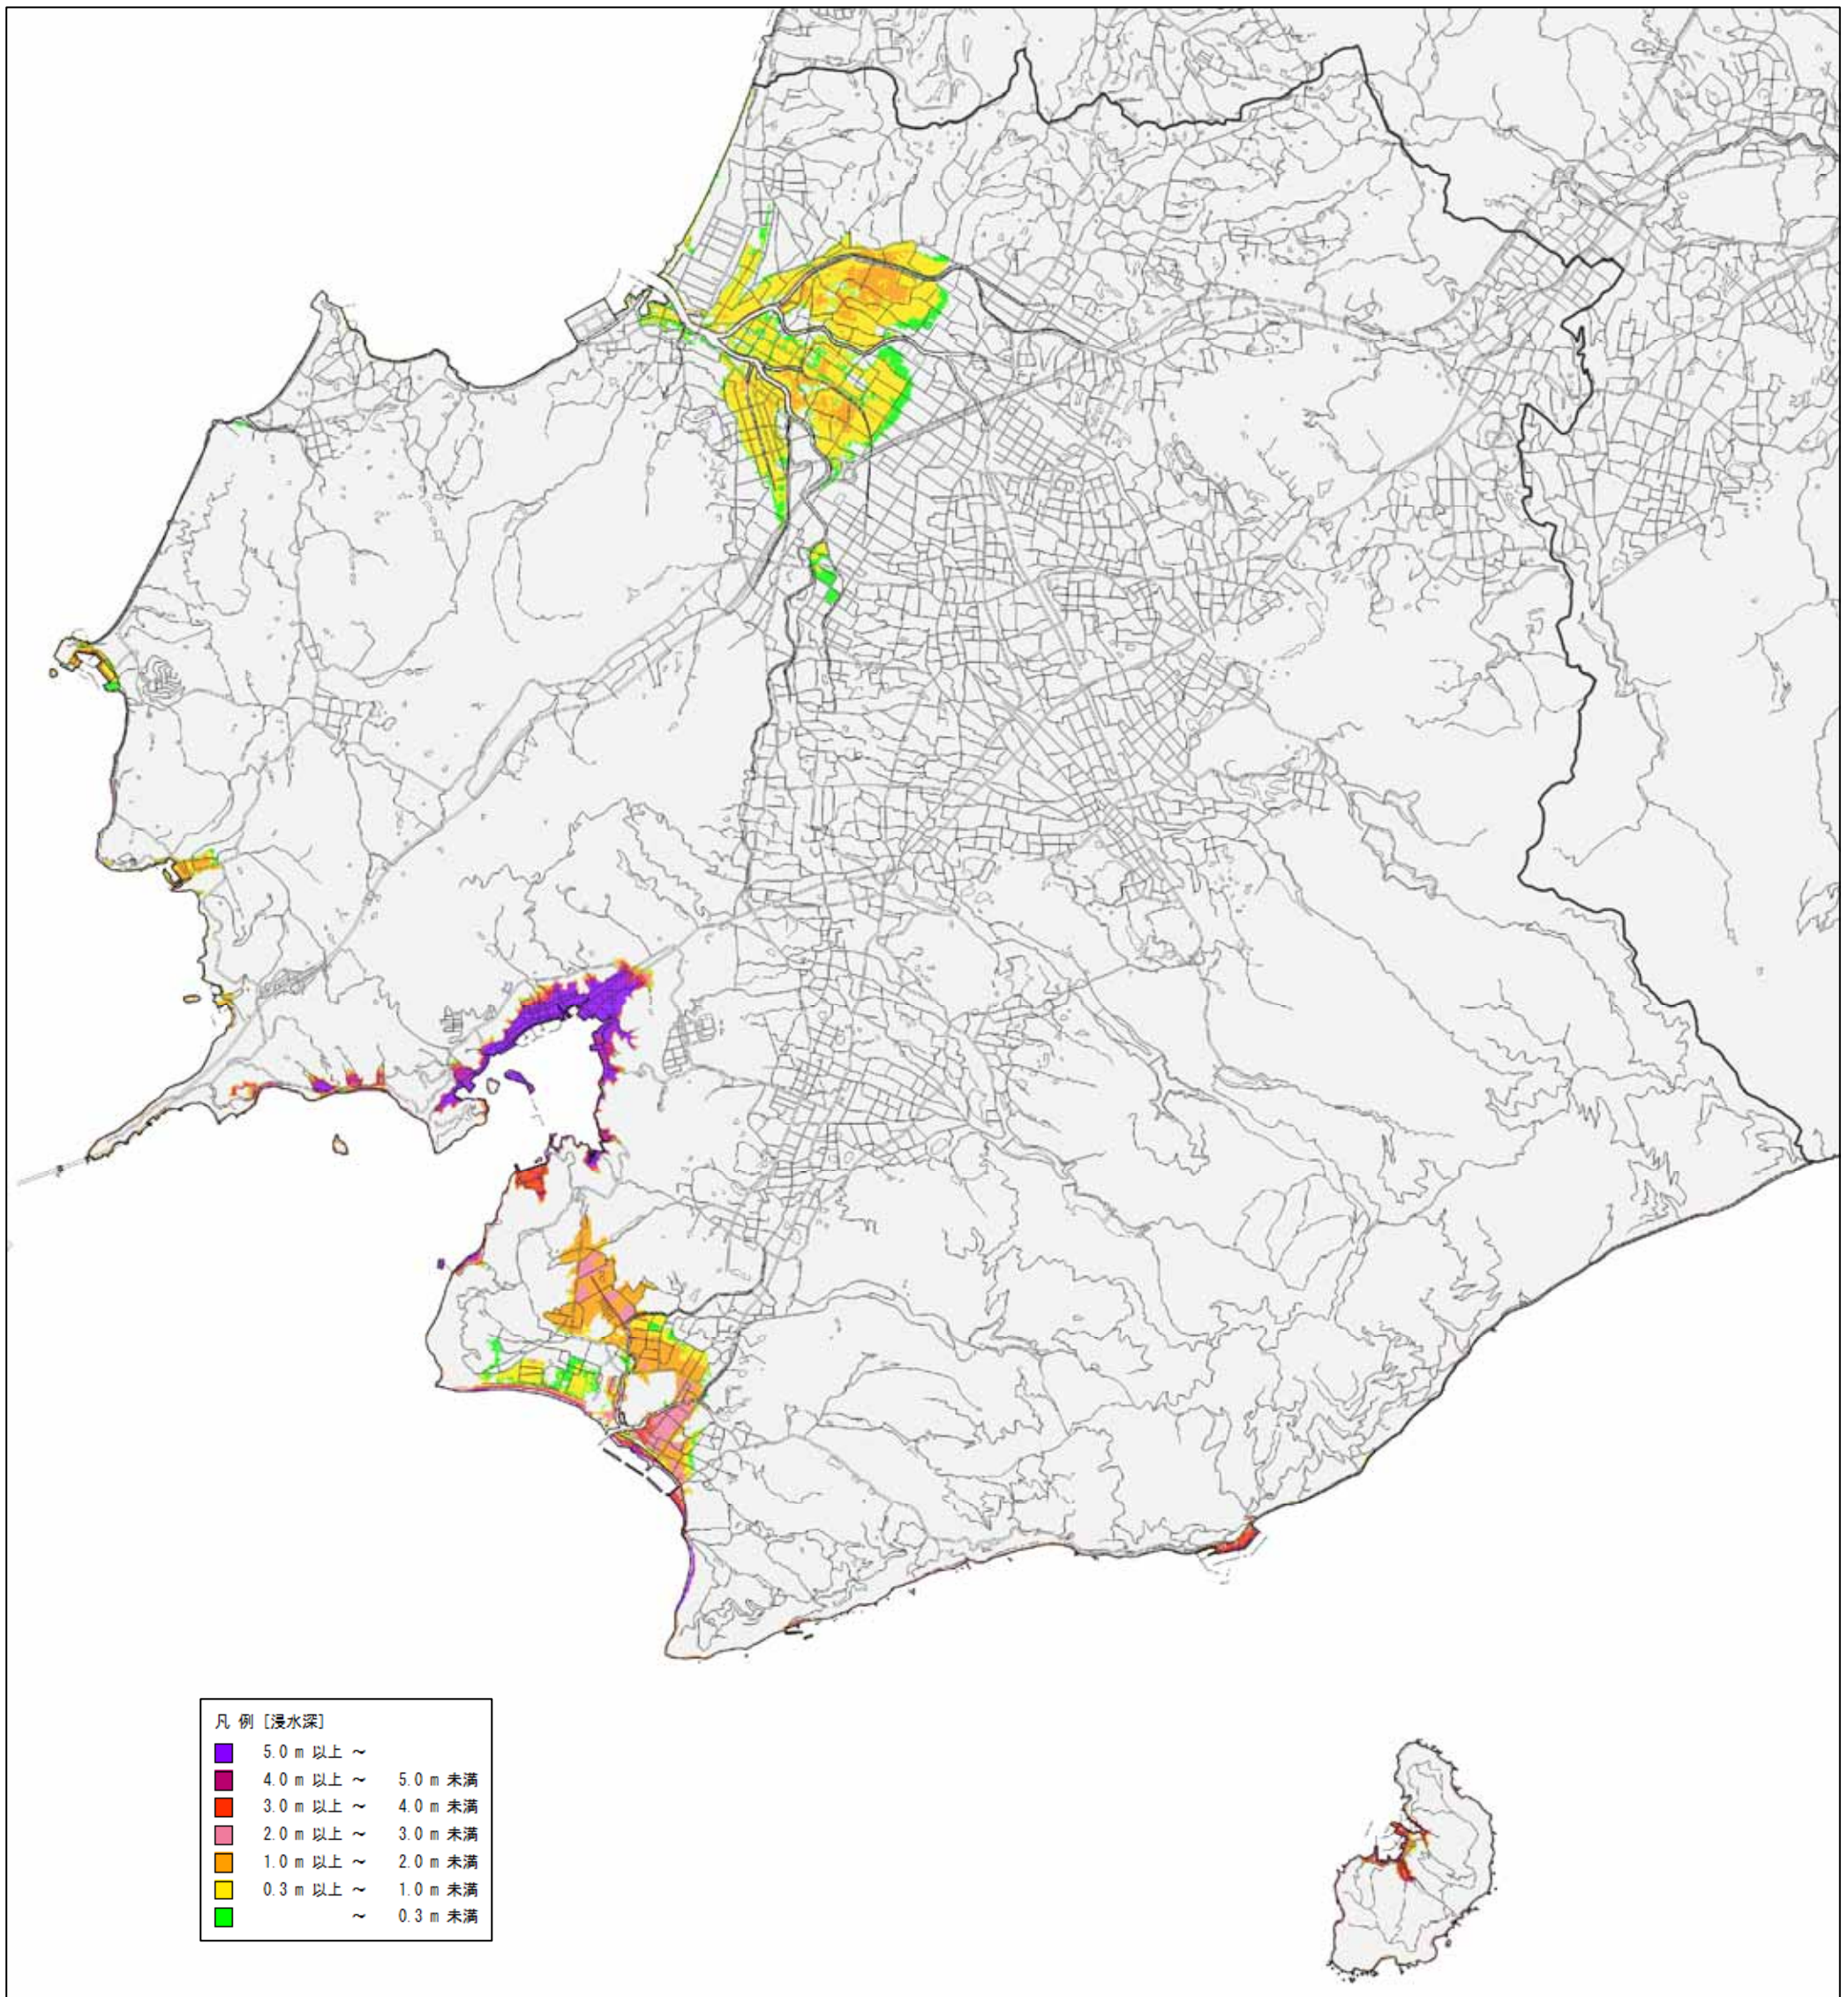 凡 例 [浸水深]
5.0 m 以上 ～
4.0 m 以上 ～ 5.0 m 未満
3.0 m 以上 ～ 4.0 m 未満
2.0 m 以上 ～ 3.0 m 未満
1.0 m 以上 ～ 2.0 m 未満
0.3 m 以上 ～ 1.0 m 未満
～ 0.3 m 未満